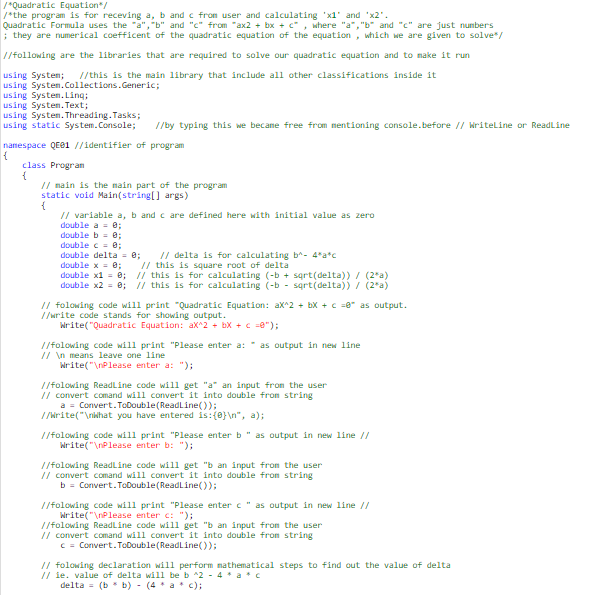 /*Quadratic Equation*/
/*the program is for receving a, b and c from user and calculating 'x1' and 'x2'.
Quadratic Formula uses the "a","b" and "c" from "ax2 + bx + c" , where "a","b" and "c" are just numbers
; they are numerical coefficent of the quadratic equation of the equation , which we are given to solve*/
//following are the libraries that are required to solve our quadratic equation and to make it run
using System;   //this is the main library that include all other classifications inside it
using System.Collections.Generic;
using System.Linq;
using System.Text;
using System.Threading.Tasks;
using static System.Console;    //by typing this we became free from mentioning console.before // WriteLine or ReadLine
namespace QE01 //identifier of program
{
    class Program
    {
        // main is the main part of the program
        static void Main(string[] args)
        {
            // variable a, b and c are defined here with initial value as zero
            double a = 0;
            double b = 0;
            double c = 0;
            double delta = 0;    // delta is for calculating b^- 4*a*c
            double x = 0;    // this is square root of delta
            double x1 = 0;  // this is for calculating (-b + sqrt(delta)) / (2*a)
            double x2 = 0;  // this is for calculating (-b - sqrt(delta)) / (2*a)
        // folowing code will print "Quadratic Equation: aX^2 + bX + c =0" as output.
        //write code stands for showing output.
            Write("Quadratic Equation: aX^2 + bX + c =0");
        //folowing code will print "Please enter a: " as output in new line
        // \n means leave one line
            Write("\nPlease enter a: ");
        //folowing ReadLine code will get "a" an input from the user
        // convert comand will convert it into double from string
            a = Convert.ToDouble(ReadLine());
        //Write("\nWhat you have entered is:{0}\n", a);
        //folowing code will print "Please enter b " as output in new line //
            Write("\nPlease enter b: ");
        //folowing ReadLine code will get "b an input from the user
        // convert comand will convert it into double from string
            b = Convert.ToDouble(ReadLine());
        //folowing code will print "Please enter c " as output in new line //
            Write("\nPlease enter c: ");
        //folowing ReadLine code will get "b an input from the user
        // convert comand will convert it into double from string
            c = Convert.ToDouble(ReadLine());
        // folowing declaration will perform mathematical steps to find out the value of delta
        // ie. value of delta will be b ^2 - 4 * a * c
            delta = (b * b) - (4 * a * c);